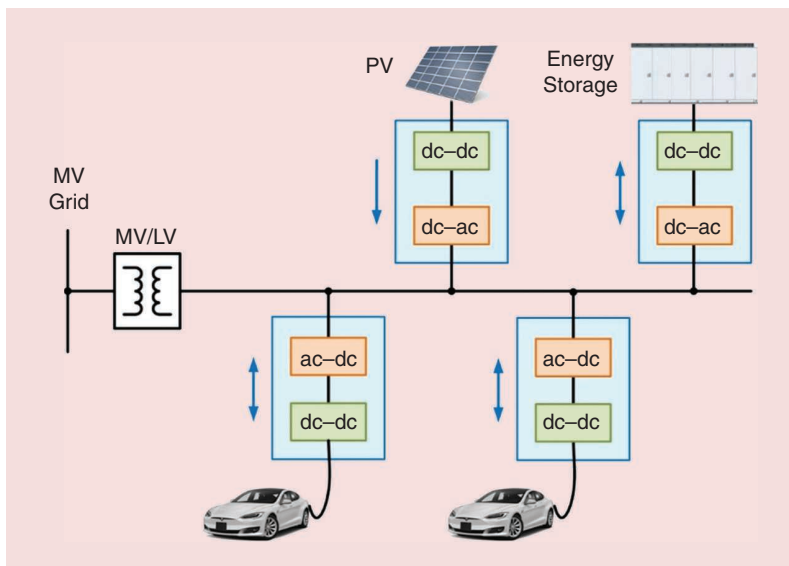 PV
Energy
Storage
dc–dc
dc–dc
MV
Grid
MV/LV
dc–ac
dc–ac
ac–dc
ac–dc
dc–dc
dc–dc